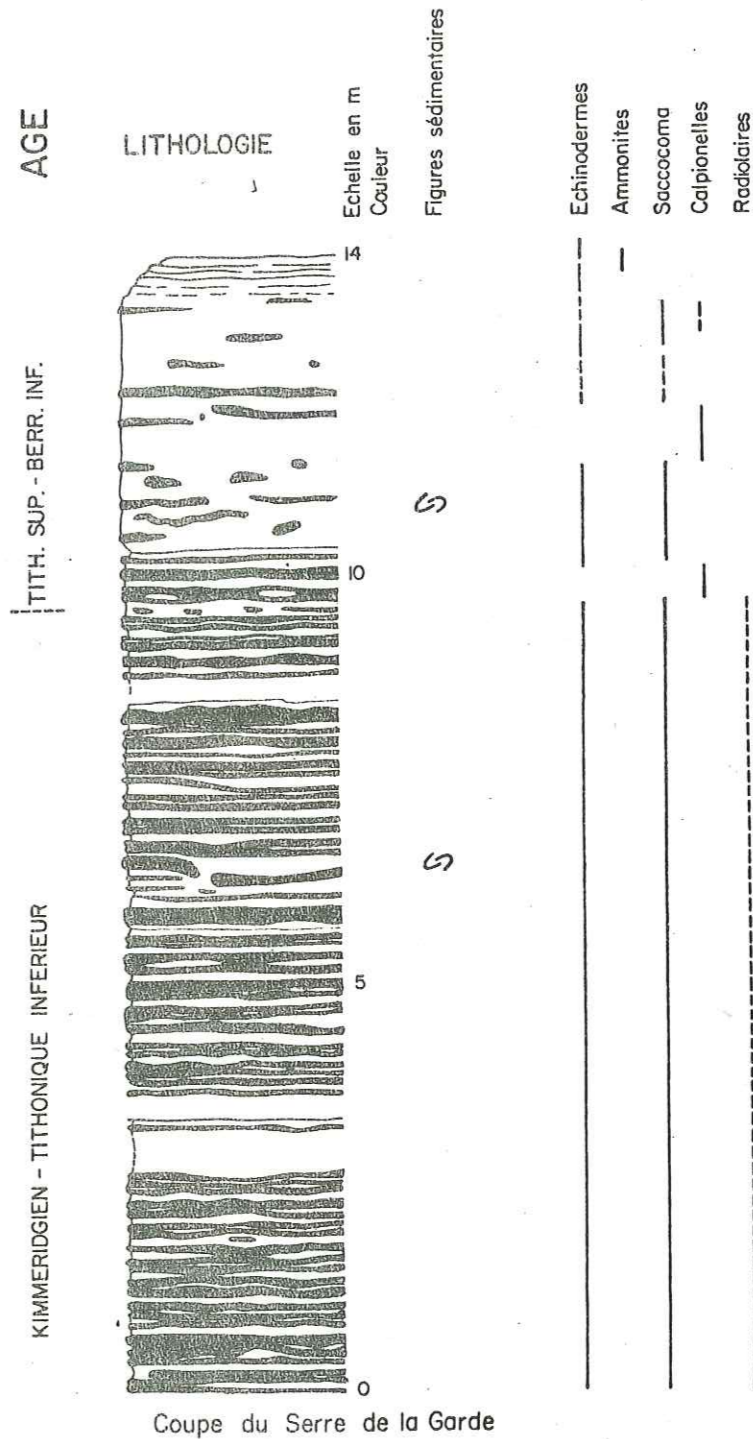 AGE
LITHOLOGIE
Echelle en m
Couleur
Figures sédimentaires
Echinodermes
Ammonites
Saccocoma
Calpionelles
Radiolaires
14
TITH. SUP. - BERR. INF.
10
KIMMERIDGIEN - TITHONIQUE INFERIEUR
5
0
Coupe du Serre de la Garde